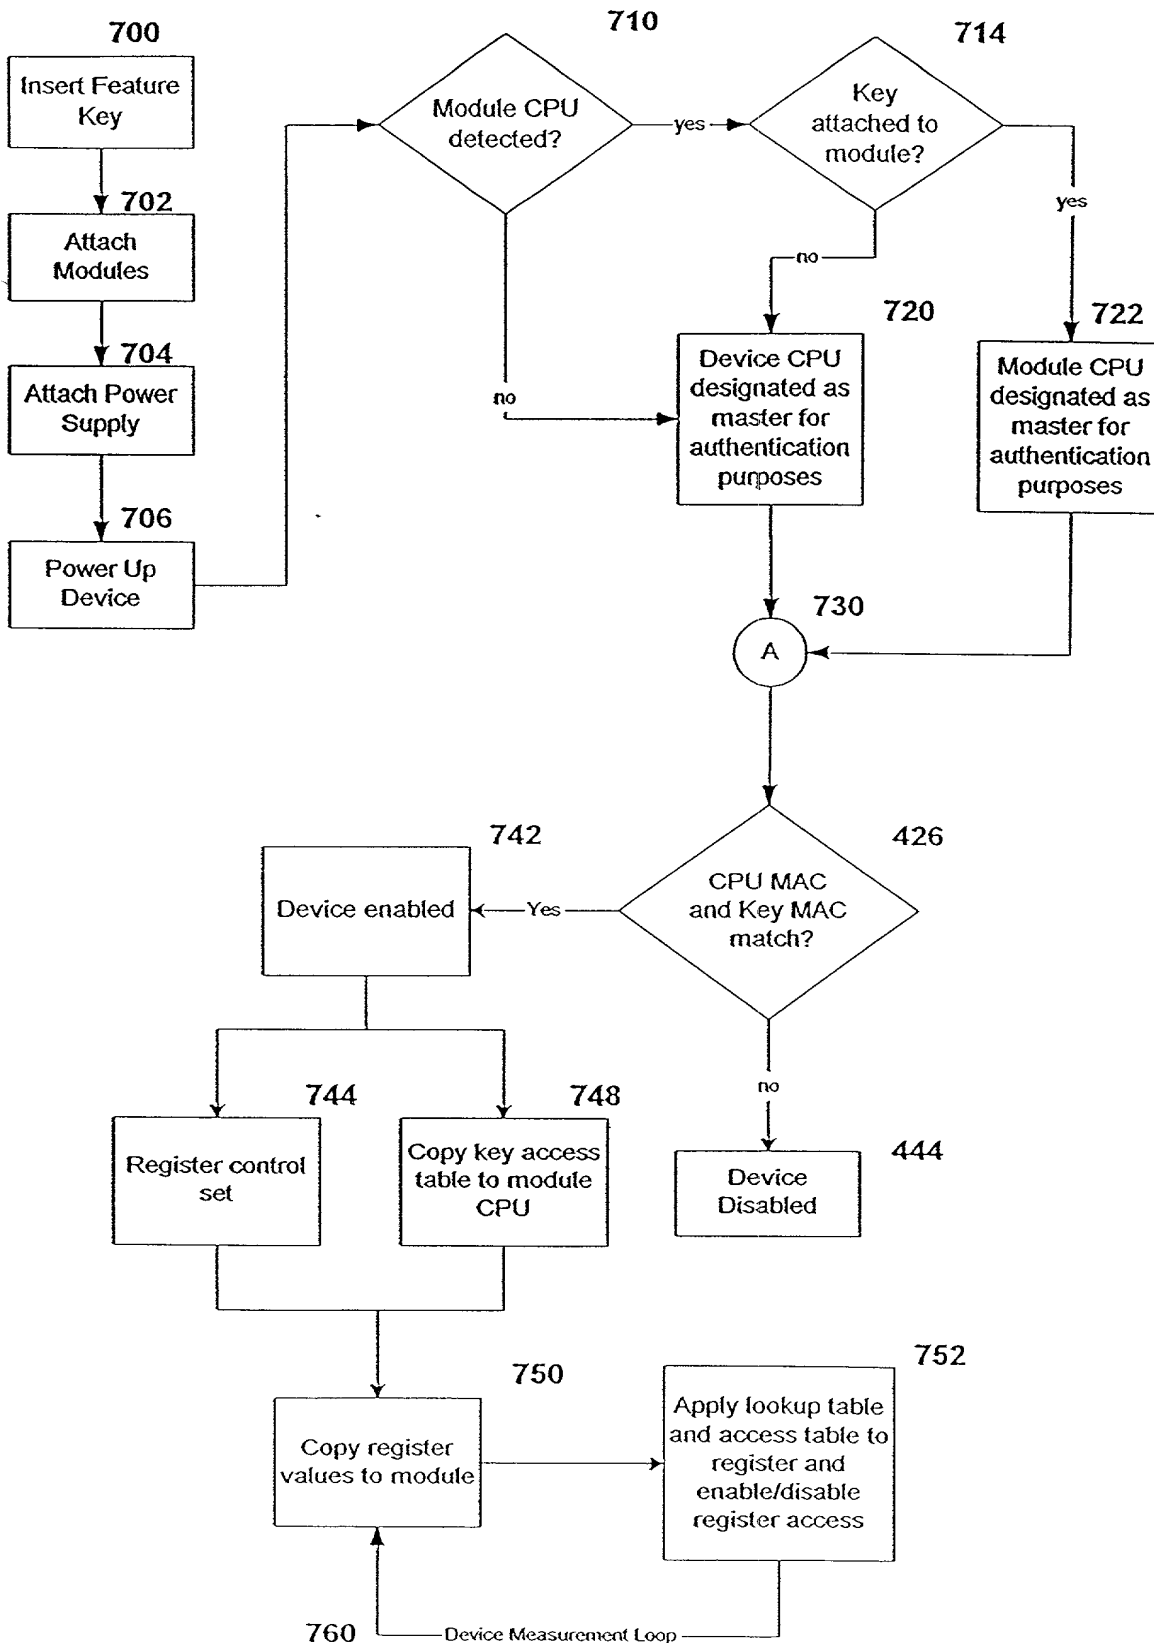 700
Insert Feature
Key
702
Attach
Modules
704
Attach Power
Supply
706
Power Up
Device
710
Module CPU
detected?
yes
no
714
Key
attached to
module?
yes
no
720
Device CPU
designated as
master for
authentication
purposes
722
Module CPU
designated as
master for
authentication
purposes
730
A
426
CPU MAC
and Key MAC
match?
Yes
no
742
Device enabled
444
Device
Disabled
744
Register control
set
748
Copy key access
table to module
CPU
750
Copy register
values to module
752
Apply lookup table
and access table to
register and
enable/disable
register access
760
Device Measurement Loop